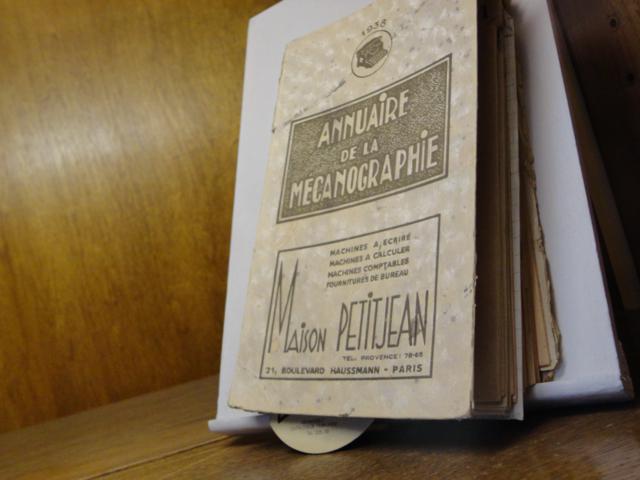 1938
ANNUAIRE
DE LA
MECANOGRAPHIE
MACHINES A ECRIRE
MACHINES A CALCULER
MACHINES COMPTABLES
FOURNITURES DE BUREAU
MAISON PETITJEAN
TEL. PROVENCE: 78-65
21, BOULEVARD HAUSSMANN - PARIS